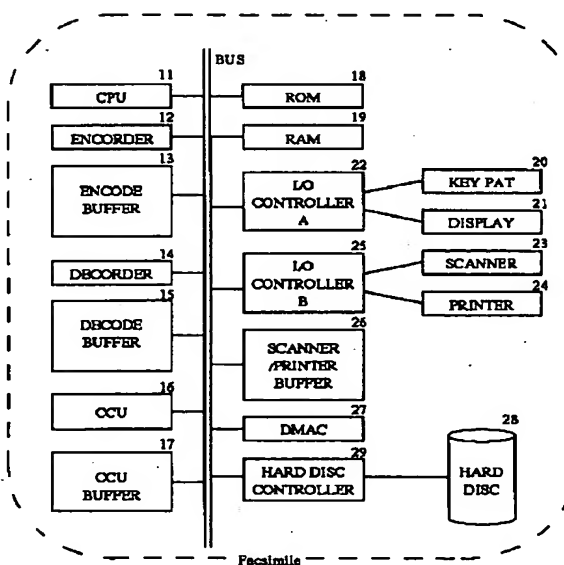 BUS
11
CPU
12
ENCORDER
13
ENCODE
BUFFER
14
DECORDER
15
DECODE
BUFFER
16
CCU
17
CCU
BUFFER
18
ROM
19
RAM
22
I/O
CONTROLLER
A
20
KEY PAT
21
DISPLAY
25
I/O
CONTROLLER
B
23
SCANNER
24
PRINTER
26
SCANNER
/PRINTER
BUFFER
27
DMAC
29
HARD DISC
CONTROLLER
28
HARD
DISC
Facsimile